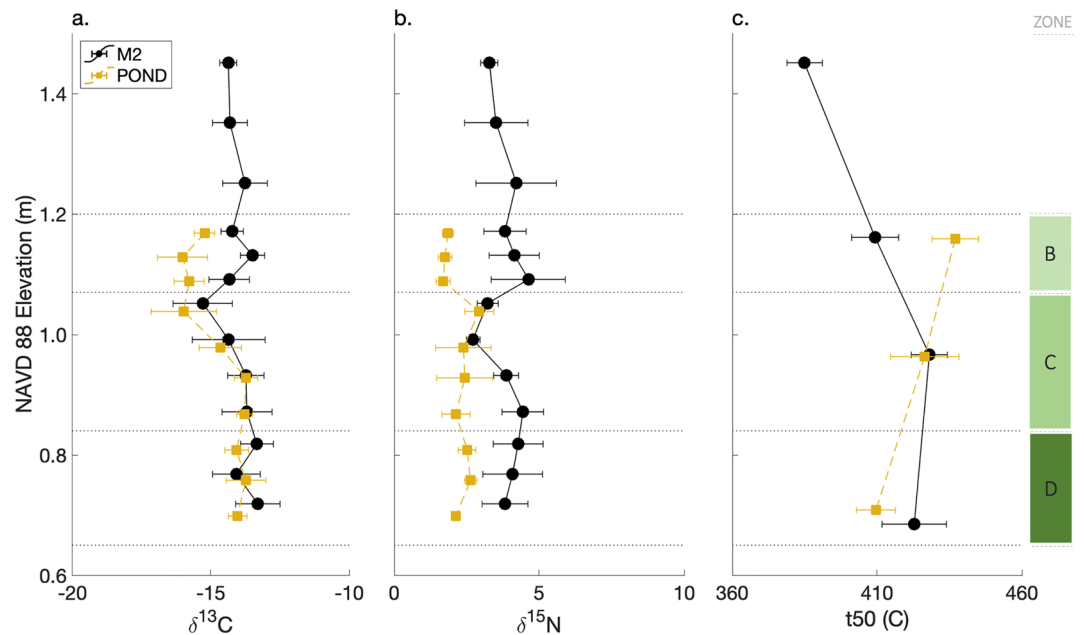 a.
b.
c.
ZONE
M2
POND
NAVD 88 Elevation (m)
1.4
1.2
1.0
0.8
0.6
B
C
D
-20
-15
-10
0
5
10
360
410
460
δ13C
δ15N
t50 (C)